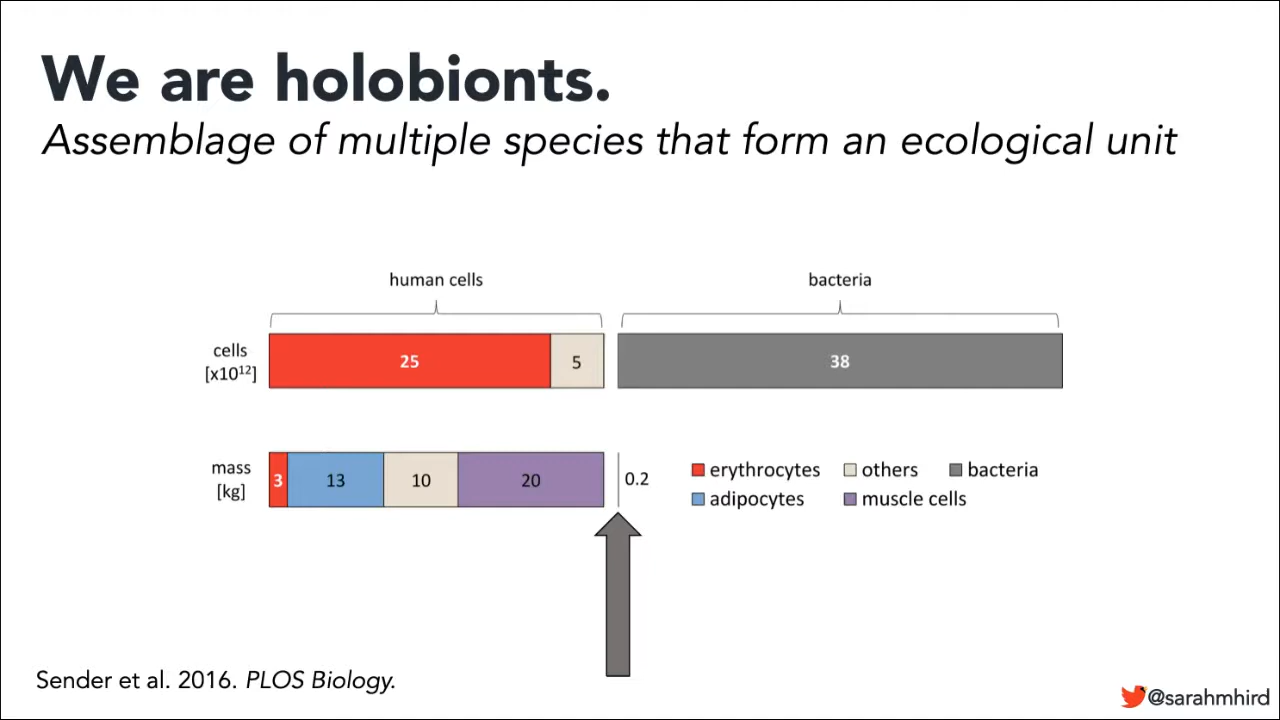 We are holobionts.
Assemblage of multiple species that form an ecological unit
human cells
bacteria
cells
[x10¹²]
25
5
38
mass
[kg]
3
13
10
20
0.2
erythrocytes
others
bacteria
adipocytes
muscle cells
Sender et al. 2016. PLOS Biology.
@sarahmhird